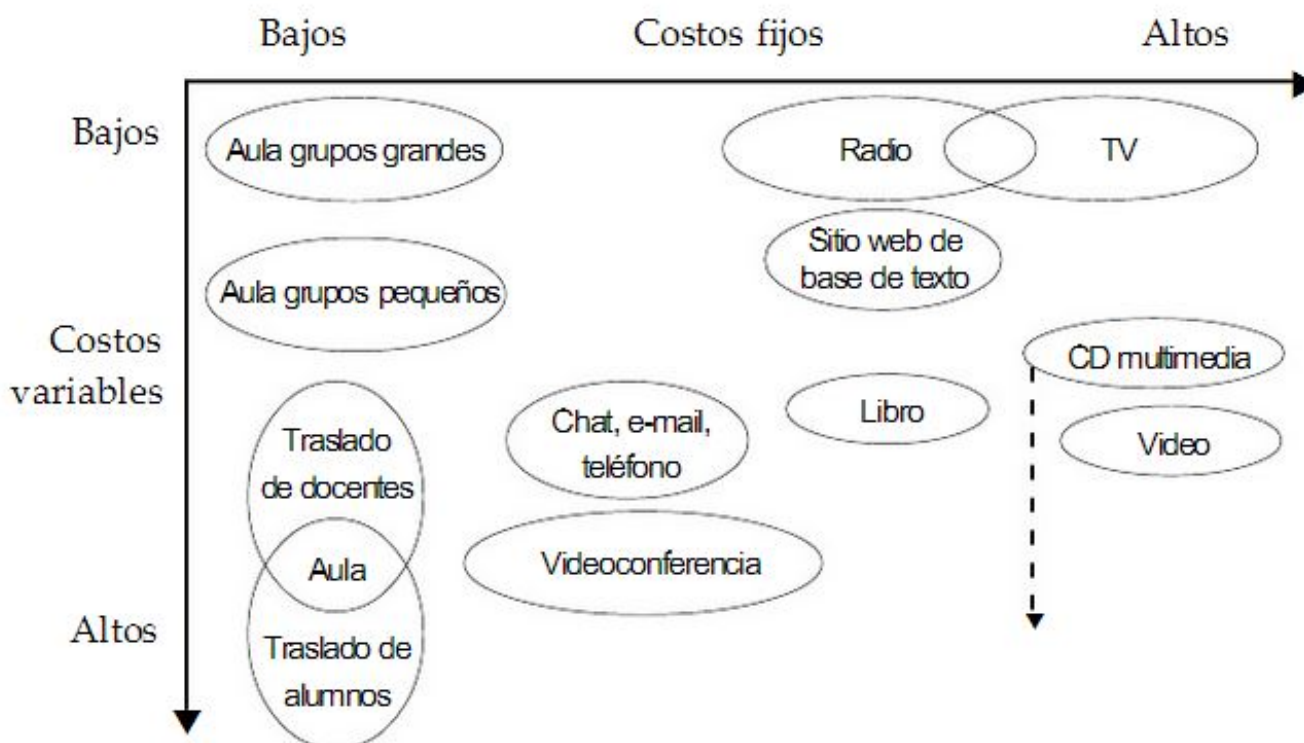 Bajos
Costos fijos
Altos
Bajos
Aula grupos grandes
Radio
TV
Sitio web de
base de texto
Aula grupos pequeños
Costos
variables
CD multimedia
Libro
Chat, e-mail,
teléfono
Video
Traslado
de docentes
Aula
Videoconferencia
Altos
Traslado de
alumnos